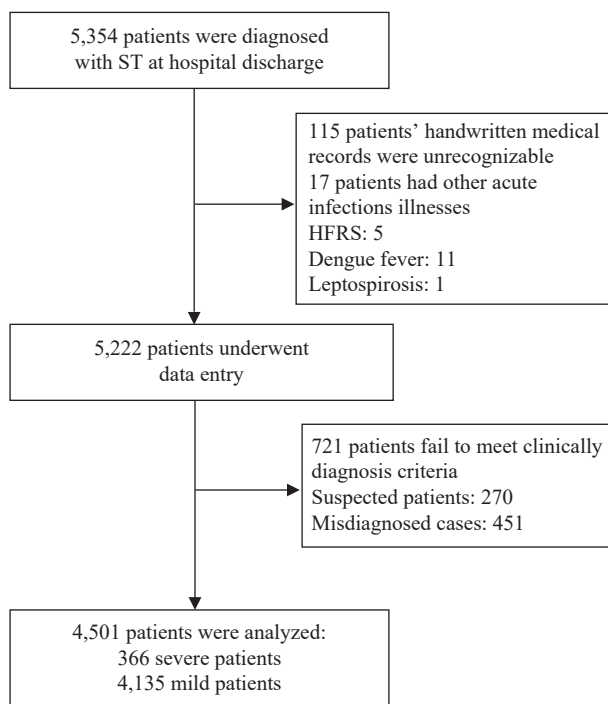 5,354 patients were diagnosed
with ST at hospital discharge
115 patients’ handwritten medical
records were unrecognizable
17 patients had other acute
infections illnesses
HFRS: 5
Dengue fever: 11
Leptospirosis: 1
5,222 patients underwent
data entry
721 patients fail to meet clinically
diagnosis criteria
Suspected patients: 270
Misdiagnosed cases: 451
4,501 patients were analyzed:
366 severe patients
4,135 mild patients